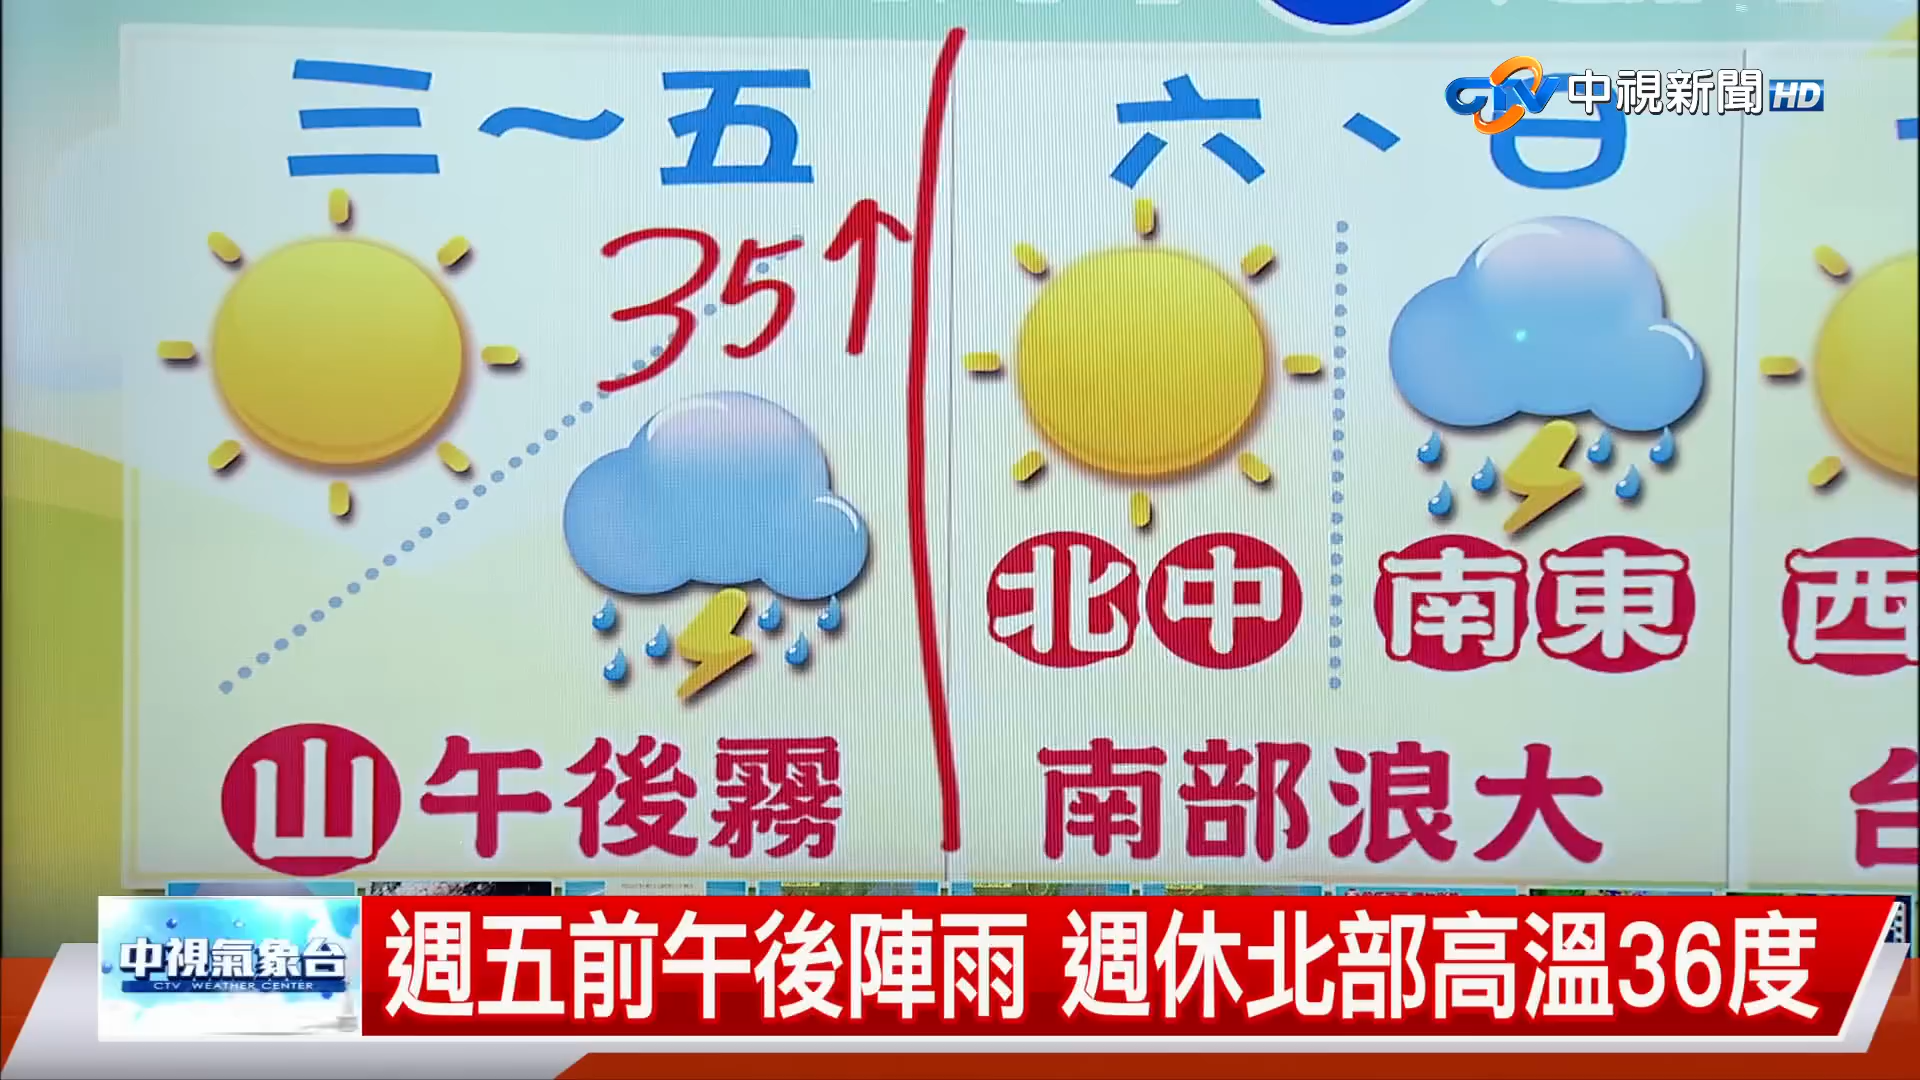 中視新聞HD
三～五
六、日
35↑
北中
南東
西
山午後霧
南部浪大
台
中視氣象台
CTV WEATHER CENTER
週五前午後陣雨 週休北部高溫36度